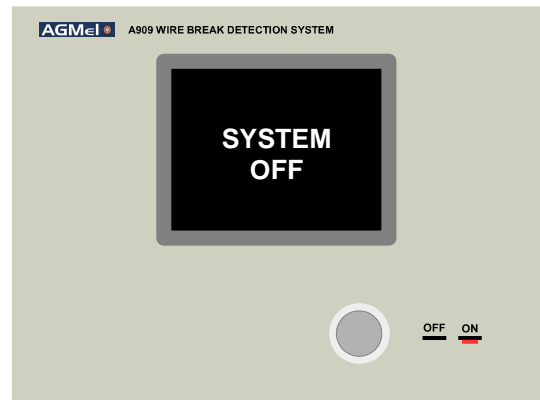 AGMel A909 WIRE BREAK DETECTION SYSTEM
SYSTEM
OFF
OFF ON